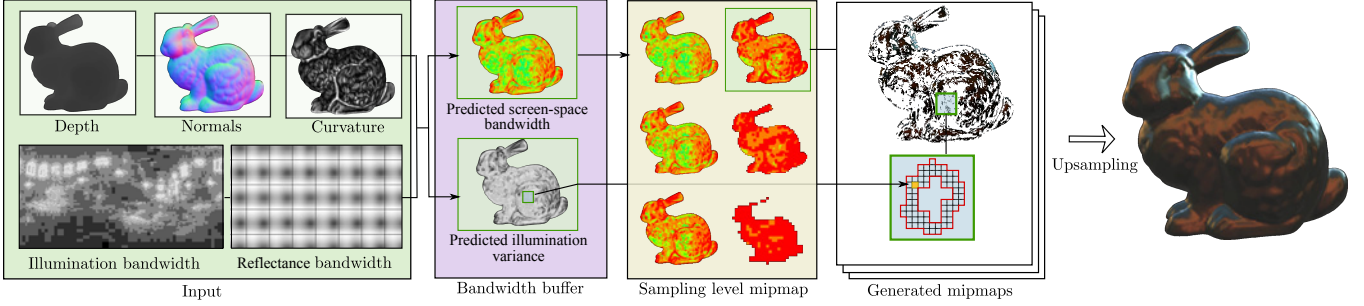 Depth
Normals
Curvature
Illumination bandwidth
Reflectance bandwidth
Input
Predicted screen-space
bandwidth
Predicted illumination
variance
Bandwidth buffer
Sampling level mipmap
Generated mipmaps
Upsampling